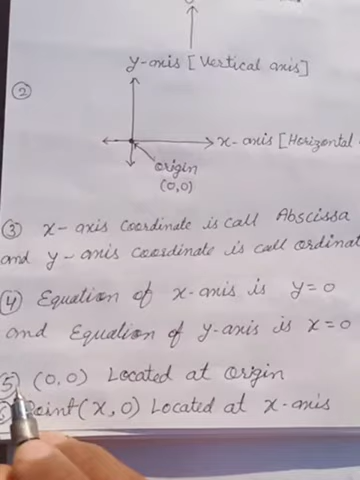 y-axis [Vertical axis]
②
x-axis [Horizontal
origin
(0,0)
③ x-axis coordinate is call Abscissa
and y-axis coordinate is call ordinat
④ Equation of x-axis is y=0
and Equation of y-axis is x=0
⑤ (0,0) Located at origin
Point (x,0) Located at x-axis